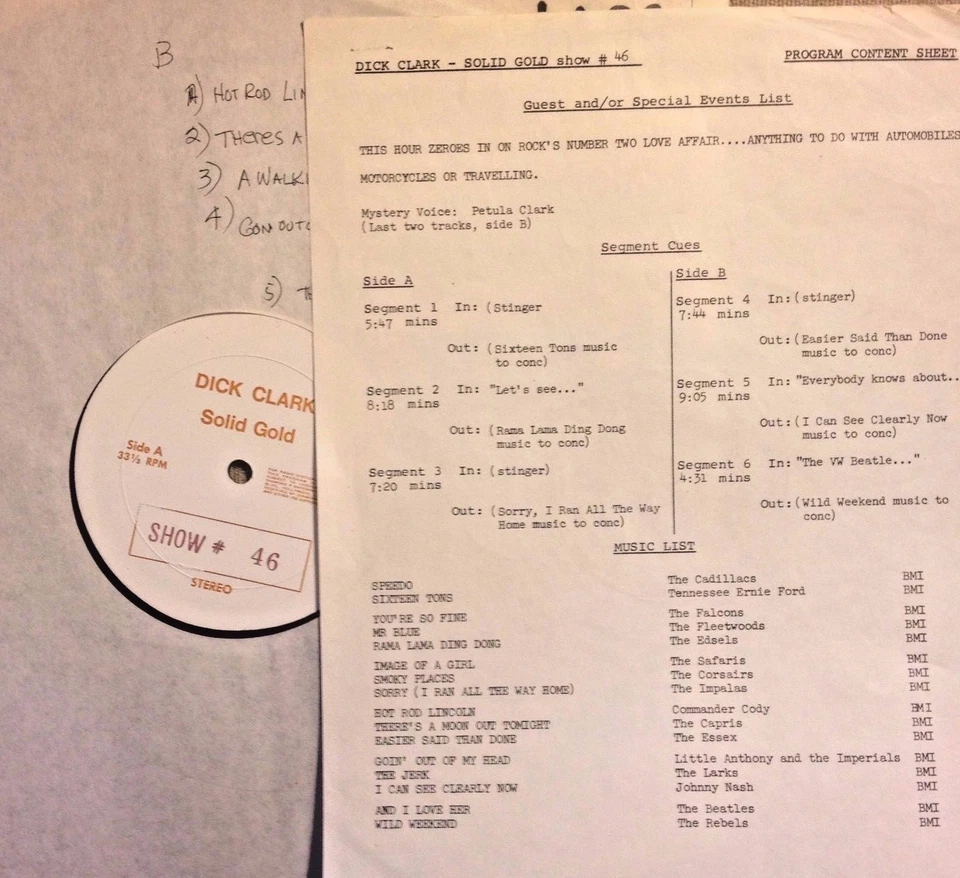 B
1) HOT ROD LIN
2) THERES A
3) A WALKI
4)
5)
DICK CLARK
Solid Gold
Side A
33⅓ RPM
SHOW # 46
STEREO
DICK CLARK - SOLID GOLD show # 46
PROGRAM CONTENT SHEET
Guest and/or Special Events List
THIS HOUR ZEROES IN ON ROCK'S NUMBER TWO LOVE AFFAIR....ANYTHING TO DO WITH AUTOMOBILES
MOTORCYCLES OR TRAVELLING.
Mystery Voice: Petula Clark
(Last two tracks, side B)
Segment Cues
Side A
Segment 1 In: (Stinger
5:47 mins
Out: (Sixteen Tons music
to conc)
Segment 2 In: "Let's see..."
8:18 mins
Out: (Rama Lama Ding Dong
music to conc)
Segment 3 In: (stinger)
7:20 mins
Out: (Sorry, I Ran All The Way
Home music to conc)
Side B
Segment 4 In: (stinger)
7:44 mins
Out: (Easier Said Than Done
music to conc)
Segment 5 In: "Everybody knows about..
9:05 mins
Out: (I Can See Clearly Now
music to conc)
Segment 6 In: "The VW Beatle..."
4:31 mins
Out: (Wild Weekend music to
conc)
MUSIC LIST
SPEEDO The Cadillacs BMI
SIXTEEN TONS Tennessee Ernie Ford BMI
YOU'RE SO FINE The Falcons BMI
MR BLUE The Fleetwoods BMI
RAMA LAMA DING DONG The Edsels BMI
IMAGE OF A GIRL The Safaris BMI
SMOKY PLACES The Corsairs BMI
SORRY (I RAN ALL THE WAY HOME) The Impalas BMI
HOT ROD LINCOLN Commander Cody BMI
THERE'S A MOON OUT TONIGHT The Capris BMI
EASIER SAID THAN DONE The Essex BMI
GOIN' OUT OF MY HEAD Little Anthony and the Imperials BMI
THE JERK The Larks BMI
I CAN SEE CLEARLY NOW Johnny Nash BMI
AND I LOVE HER The Beatles BMI
WILD WEEKEND The Rebels BMI